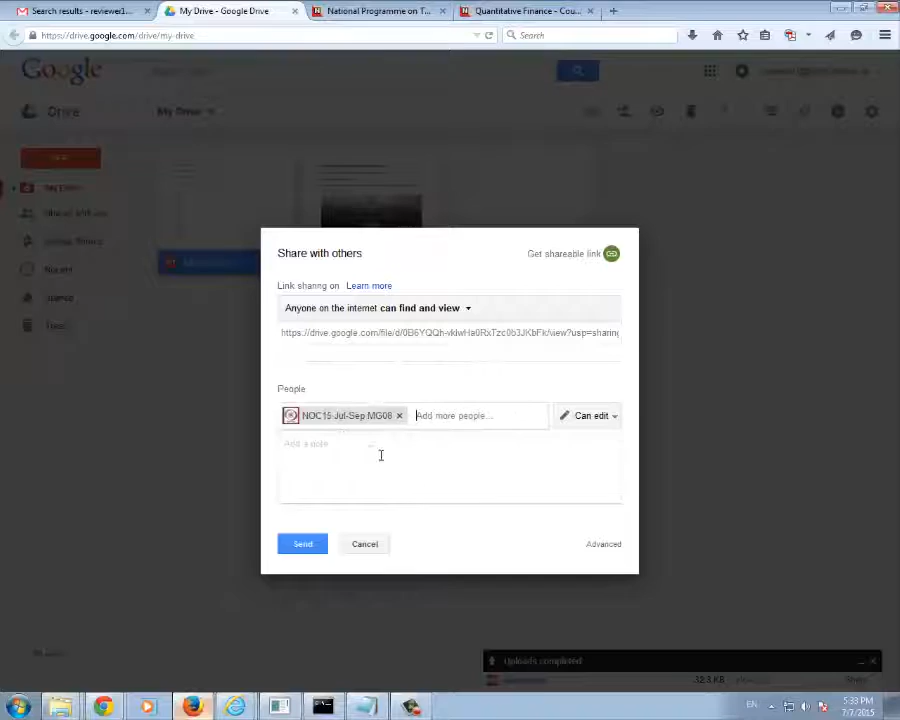 Search results - reviewer1...
My Drive - Google Drive
National Programme on T...
Quantitative Finance - Cou...
https://drive.google.com/drive/my-drive
Search
Google
Drive
My Drive
Share with others
Get shareable link
Link sharing on Learn more
Anyone on the internet can find and view
https://drive.google.com/file/d/0B6YQQh-vklwHa0RxTzc0b3JKbFk/view?usp=sharing
People
NOC15-Jul-Sep-MG08
Add more people...
Can edit
Add a note
Send
Cancel
Advanced
Uploads completed
32.3 KB
Share
EN
5:33 PM
7/7/2015